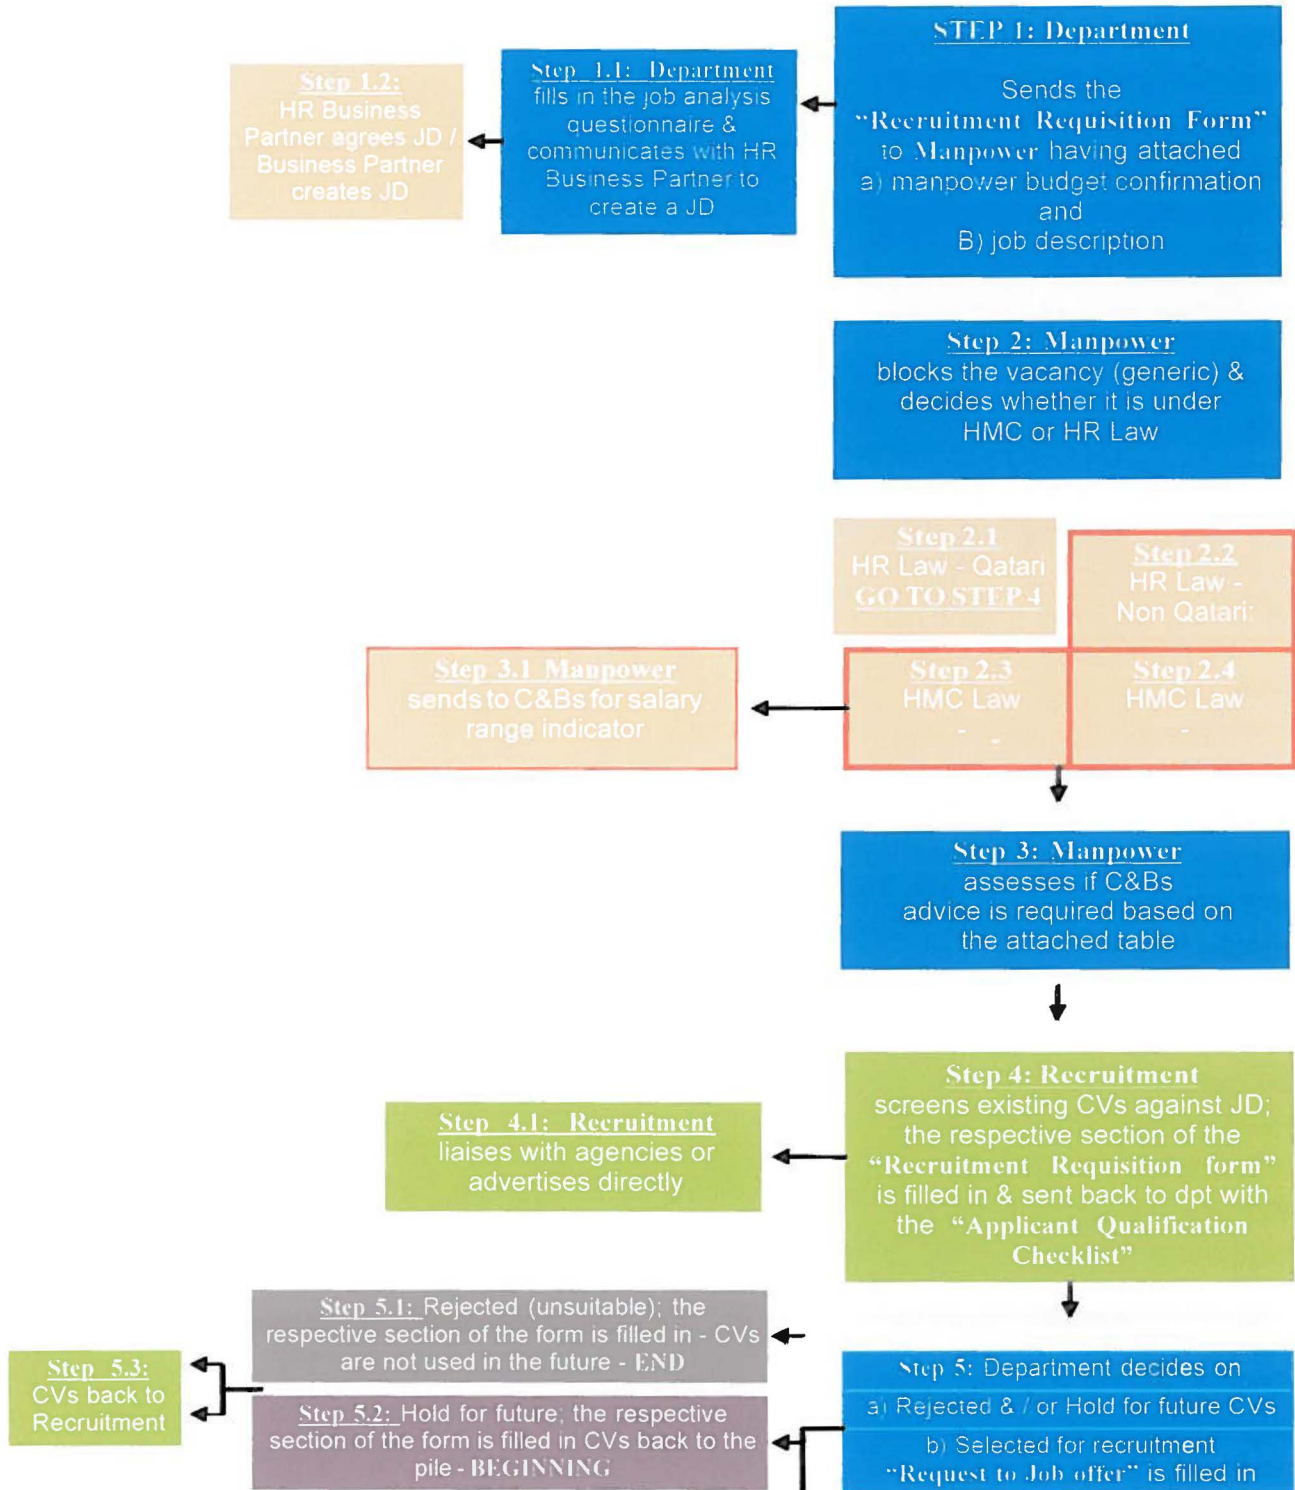 STEP 1: Department
Sends the
“Recruitment Requisition Form”
to Manpower having attached
a) manpower budget confirmation
and
B) job description
Step 1.1: Department
fills in the job analysis
questionnaire &
communicates with HR
Business Partner to
create a JD
Step 1.2:
HR Business
Partner agrees JD /
Business Partner
creates JD
Step 2: Manpower
blocks the vacancy (generic) &
decides whether it is under
HMC or HR Law
Step 2.1
HR Law - Qatari
GO TO STEP 4
Step 2.2
HR Law -
Non Qatari:
Step 2.3
HMC Law
- -
Step 2.4
HMC Law
-
Step 3.1 Manpower
sends to C&Bs for salary
range indicator
Step 3: Manpower
assesses if C&Bs
advice is required based on
the attached table
Step 4: Recruitment
screens existing CVs against JD;
the respective section of the
“Recruitment Requisition form”
is filled in & sent back to dpt with
the “Applicant Qualification
Checklist”
Step 4.1: Recruitment
liaises with agencies or
advertises directly
Step 5: Department decides on
a) Rejected & / or Hold for future CVs
b) Selected for recruitment
“Request to Job offer” is filled in
Step 5.1: Rejected (unsuitable); the
respective section of the form is filled in - CVs
are not used in the future - END
Step 5.2: Hold for future; the respective
section of the form is filled in CVs back to the
pile - BEGINNING
Step 5.3:
CVs back to
Recruitment